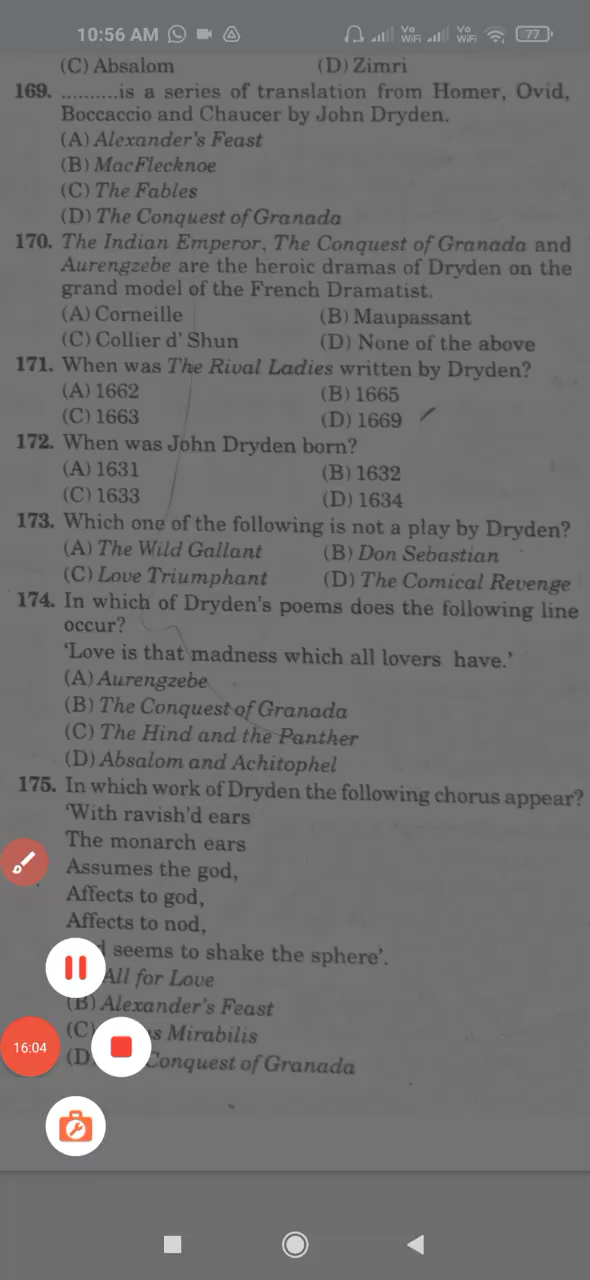 10:56 AM
Vo WiFi
Vo WiFi
77
(C) Absalom (D) Zimri
169. ..........is a series of translation from Homer, Ovid,
Boccaccio and Chaucer by John Dryden.
(A) Alexander's Feast
(B) MacFlecknoe
(C) The Fables
(D) The Conquest of Granada
170. The Indian Emperor, The Conquest of Granada and
Aurengzebe are the heroic dramas of Dryden on the
grand model of the French Dramatist.
(A) Corneille (B) Maupassant
(C) Collier d' Shun (D) None of the above
171. When was The Rival Ladies written by Dryden?
(A) 1662 (B) 1665
(C) 1663 (D) 1669
172. When was John Dryden born?
(A) 1631 (B) 1632
(C) 1633 (D) 1634
173. Which one of the following is not a play by Dryden?
(A) The Wild Gallant (B) Don Sebastian
(C) Love Triumphant (D) The Comical Revenge
174. In which of Dryden's poems does the following line
occur?
'Love is that madness which all lovers have.'
(A) Aurengzebe
(B) The Conquest of Granada
(C) The Hind and the Panther
(D) Absalom and Achitophel
175. In which work of Dryden the following chorus appear?
'With ravish'd ears
The monarch ears
Assumes the god,
Affects to god,
Affects to nod,
seems to shake the sphere'.
All for Love
(B) Alexander's Feast
(C) Mirabilis
(D Conquest of Granada
16:04